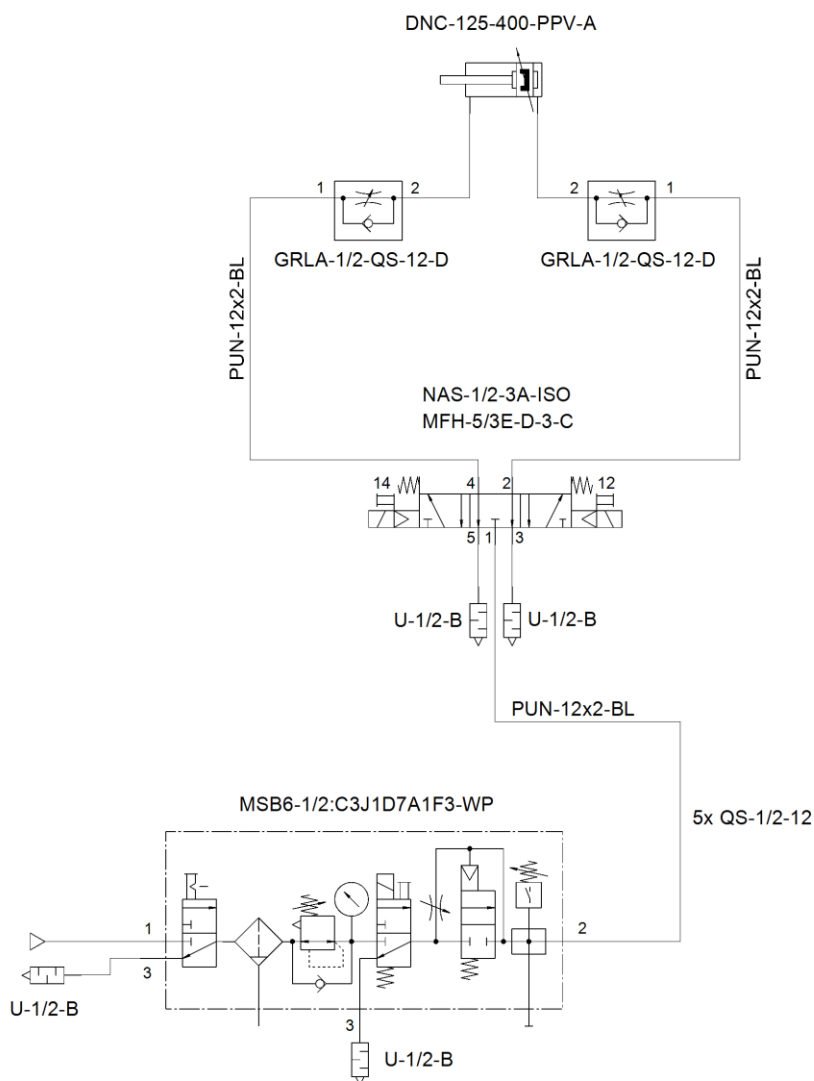 DNC-125-400-PPV-A
1
2
2
1
GRLA-1/2-QS-12-D
GRLA-1/2-QS-12-D
PUN-12x2-BL
PUN-12x2-BL
NAS-1/2-3A-ISO
MFH-5/3E-D-3-C
14
4
2
12
5
1
3
U-1/2-B
U-1/2-B
PUN-12x2-BL
MSB6-1/2:C3J1D7A1F3-WP
5x QS-1/2-12
1
2
3
U-1/2-B
3
U-1/2-B